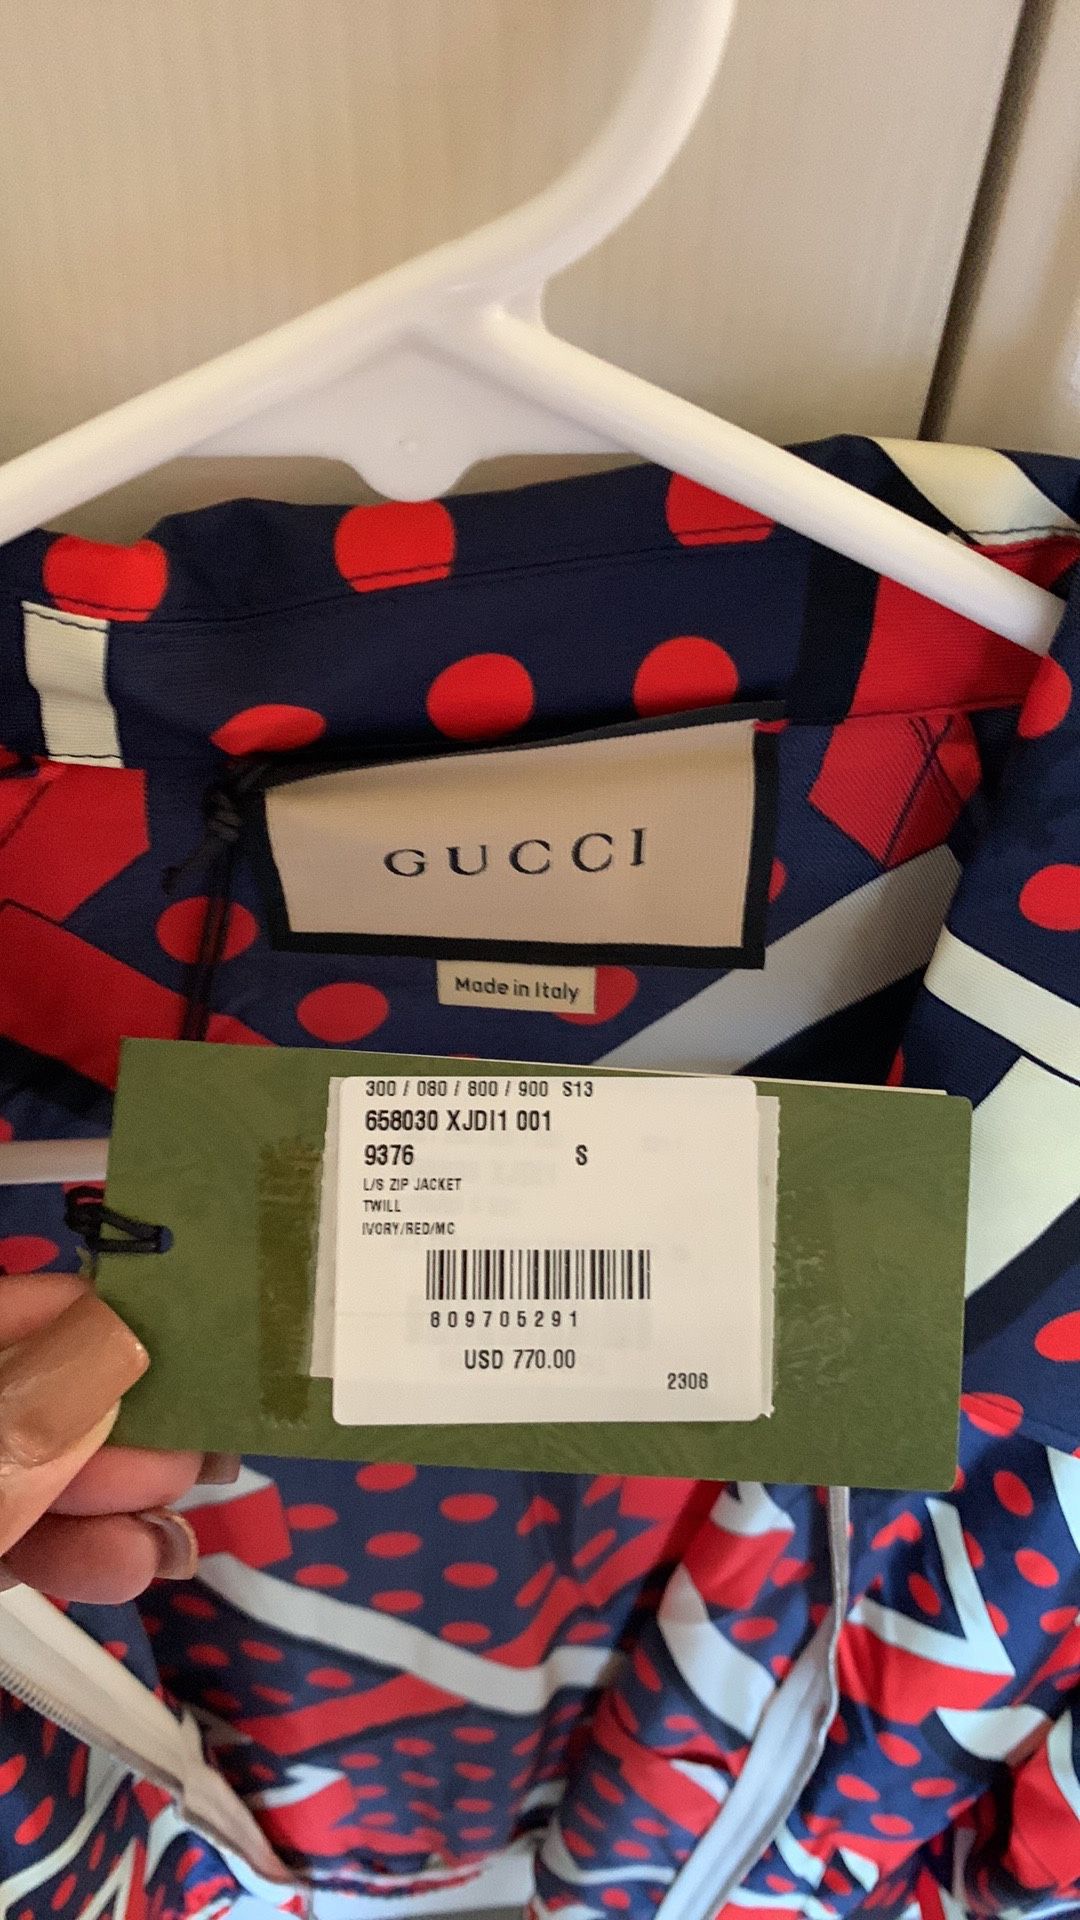 GUCCI
Made in Italy
300 / 080 / 800 / 900 S13
658030 XJDI1 001
9376 S
L/S ZIP JACKET
TWILL
IVORY/RED/MC
809705291
USD 770.00
2308